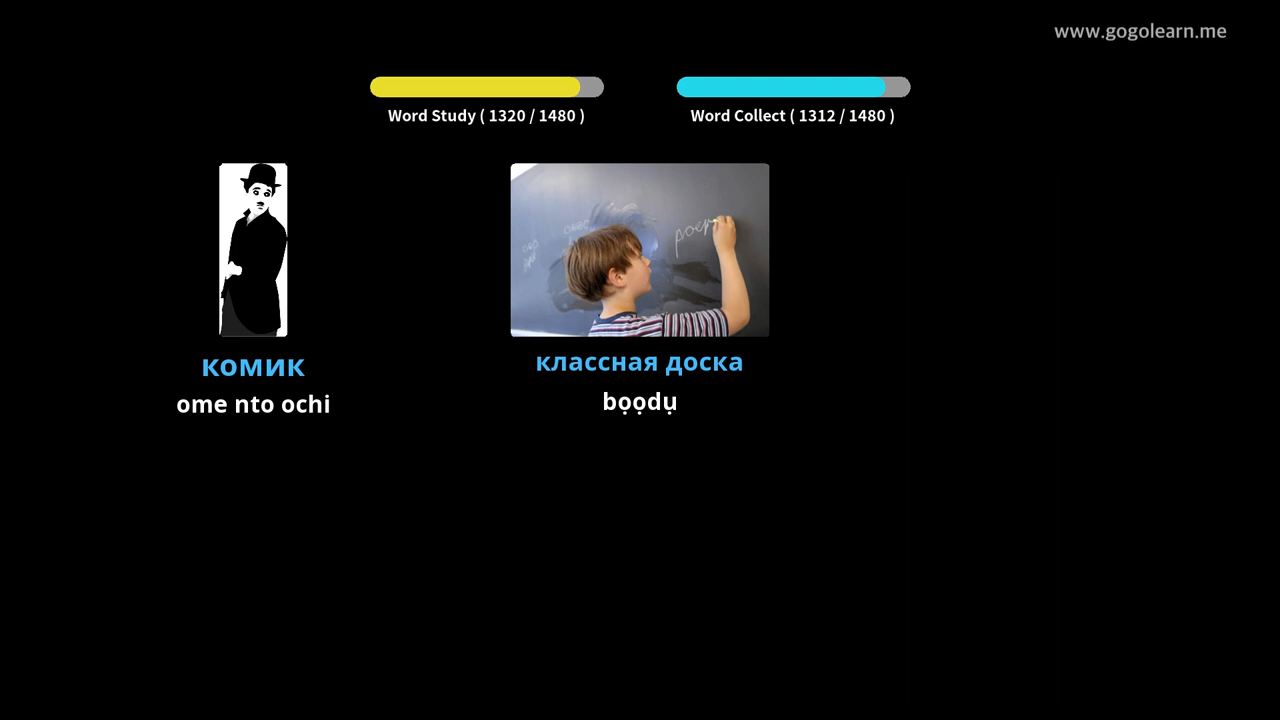 www.gogolearn.me
Word Study ( 1320 / 1480 )
Word Collect ( 1312 / 1480 )
комик
ome nto ochi
классная доска
bọọdụ